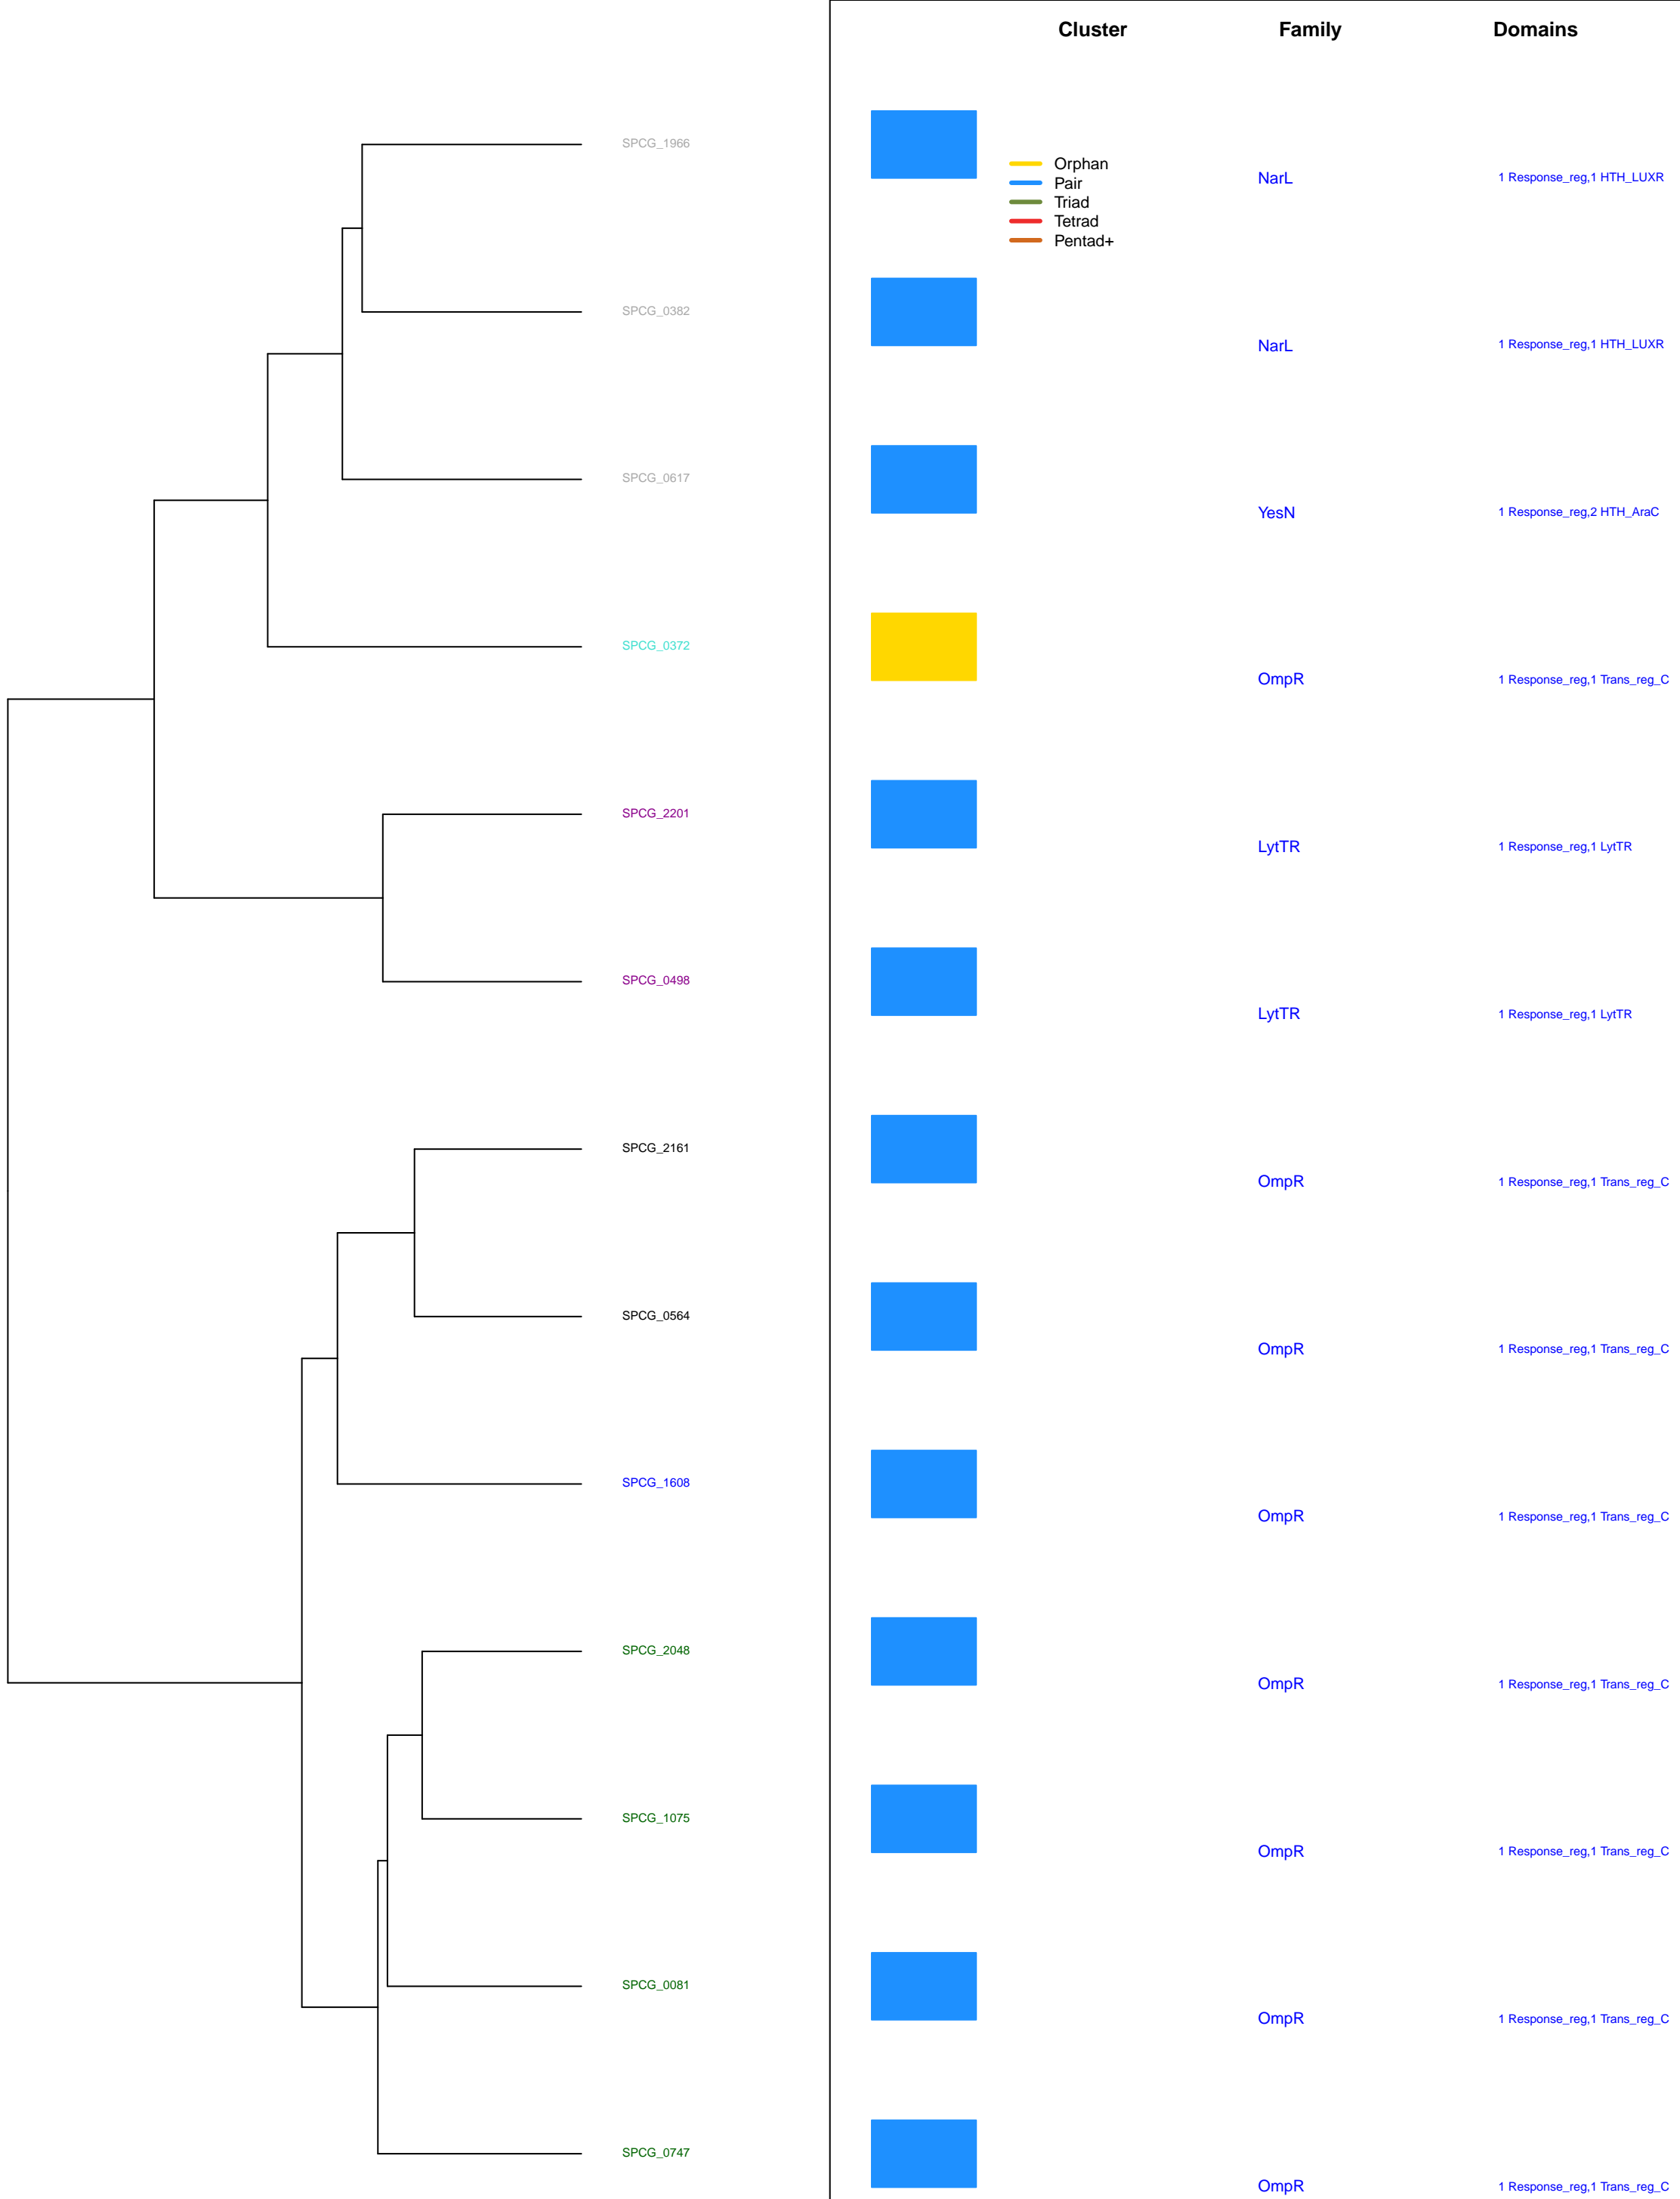 Cluster Family Domains
SPCG_1966
Orphan
Pair
NarL 1 Response_reg,1 HTH_LUXR
Triad
Tetrad
Pentad+
SPCG_0382
NarL 1 Response_reg,1 HTH_LUXR
SPCG_0617
YesN 1 Response_reg,2 HTH_AraC
SPCG_0372
OmpR 1 Response_reg,1 Trans_reg_C
SPCG_2201
LytTR 1 Response_reg,1 LytTR
SPCG_0498
LytTR 1 Response_reg,1 LytTR
SPCG_2161
OmpR 1 Response_reg,1 Trans_reg_C
SPCG_0564
OmpR 1 Response_reg,1 Trans_reg_C
SPCG_1608
OmpR 1 Response_reg,1 Trans_reg_C
SPCG_2048
OmpR 1 Response_reg,1 Trans_reg_C
SPCG_1075
OmpR 1 Response_reg,1 Trans_reg_C
SPCG_0081
OmpR 1 Response_reg,1 Trans_reg_C
SPCG_0747
OmpR 1 Response_reg,1 Trans_reg_C